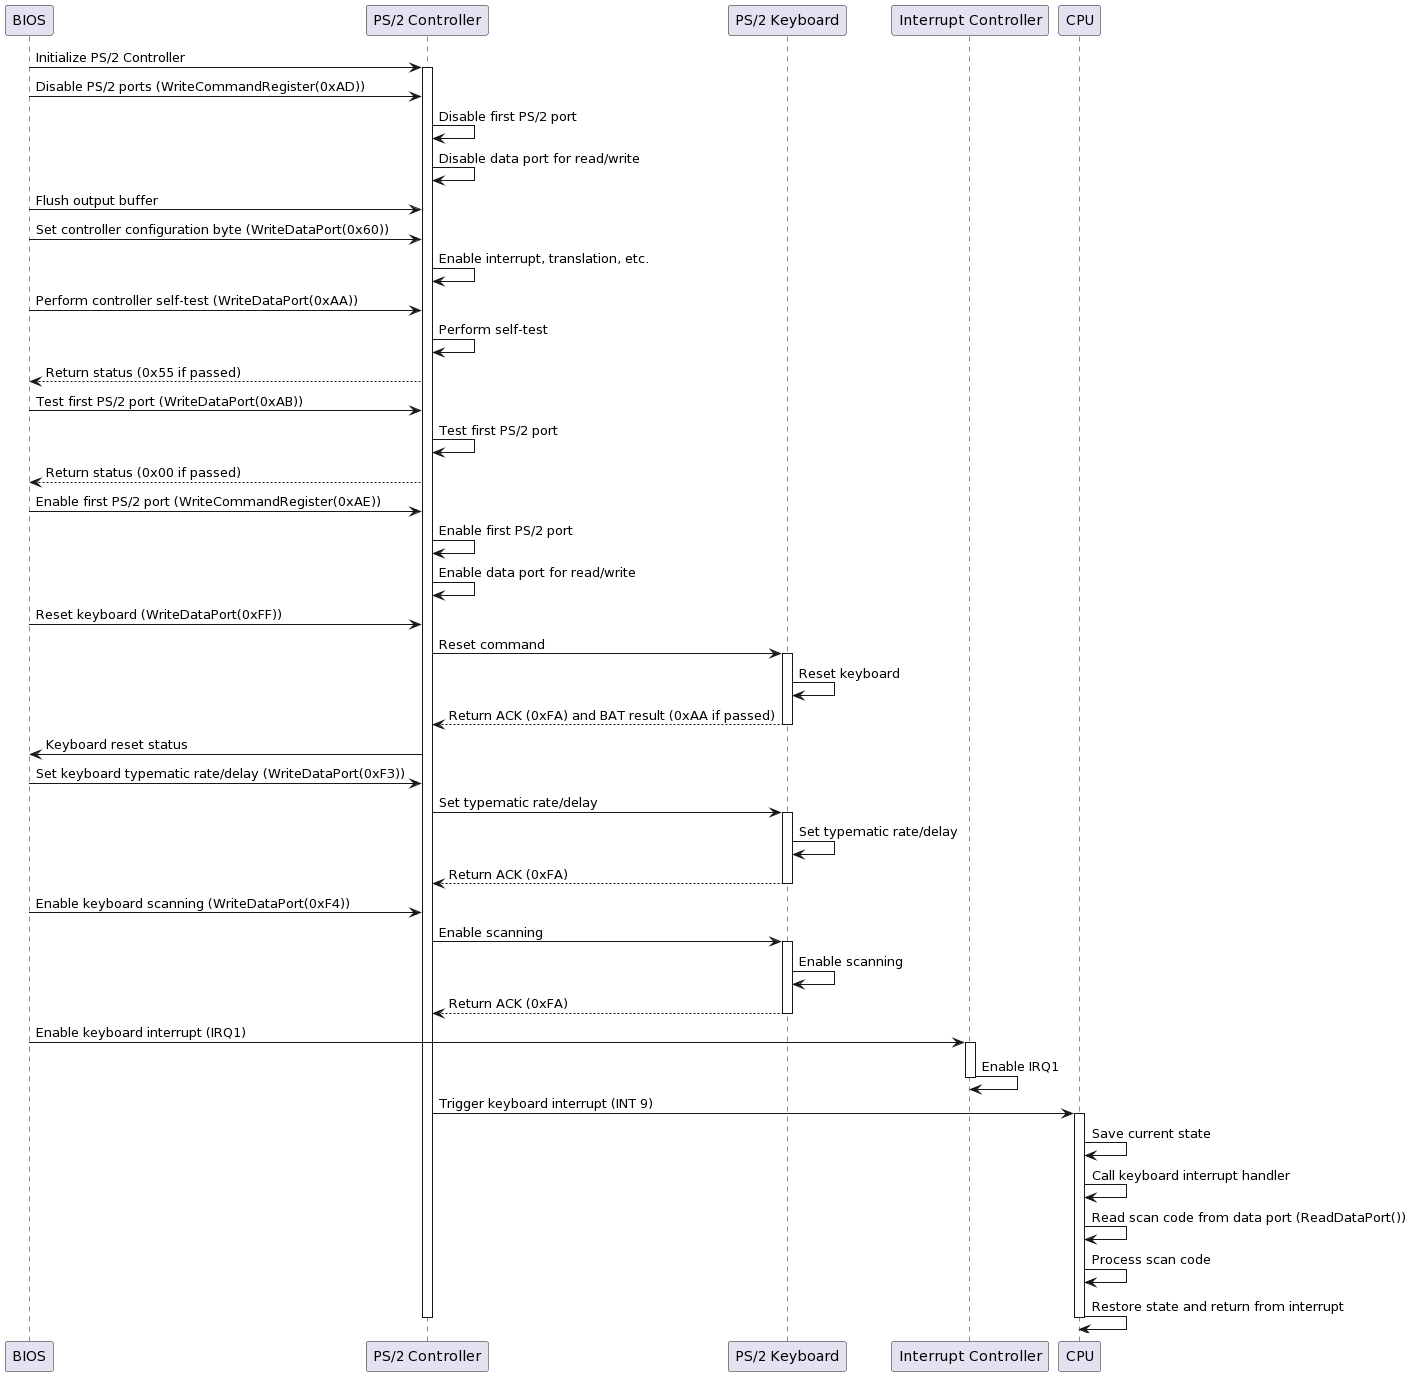 BIOS
PS/2 Controller
PS/2 Keyboard
Interrupt Controller
CPU
Initialize PS/2 Controller
Disable PS/2 ports (WriteCommandRegister(0xAD))
Disable first PS/2 port
Disable data port for read/write
Flush output buffer
Set controller configuration byte (WriteDataPort(0x60))
Enable interrupt, translation, etc.
Perform controller self-test (WriteDataPort(0xAA))
Perform self-test
Return status (0x55 if passed)
Test first PS/2 port (WriteDataPort(0xAB))
Test first PS/2 port
Return status (0x00 if passed)
Enable first PS/2 port (WriteCommandRegister(0xAE))
Enable first PS/2 port
Enable data port for read/write
Reset keyboard (WriteDataPort(0xFF))
Reset command
Reset keyboard
Return ACK (0xFA) and BAT result (0xAA if passed)
Keyboard reset status
Set keyboard typematic rate/delay (WriteDataPort(0xF3))
Set typematic rate/delay
Set typematic rate/delay
Return ACK (0xFA)
Enable keyboard scanning (WriteDataPort(0xF4))
Enable scanning
Enable scanning
Return ACK (0xFA)
Enable keyboard interrupt (IRQ1)
Enable IRQ1
Trigger keyboard interrupt (INT 9)
Save current state
Call keyboard interrupt handler
Read scan code from data port (ReadDataPort())
Process scan code
Restore state and return from interrupt
BIOS
PS/2 Controller
PS/2 Keyboard
Interrupt Controller
CPU